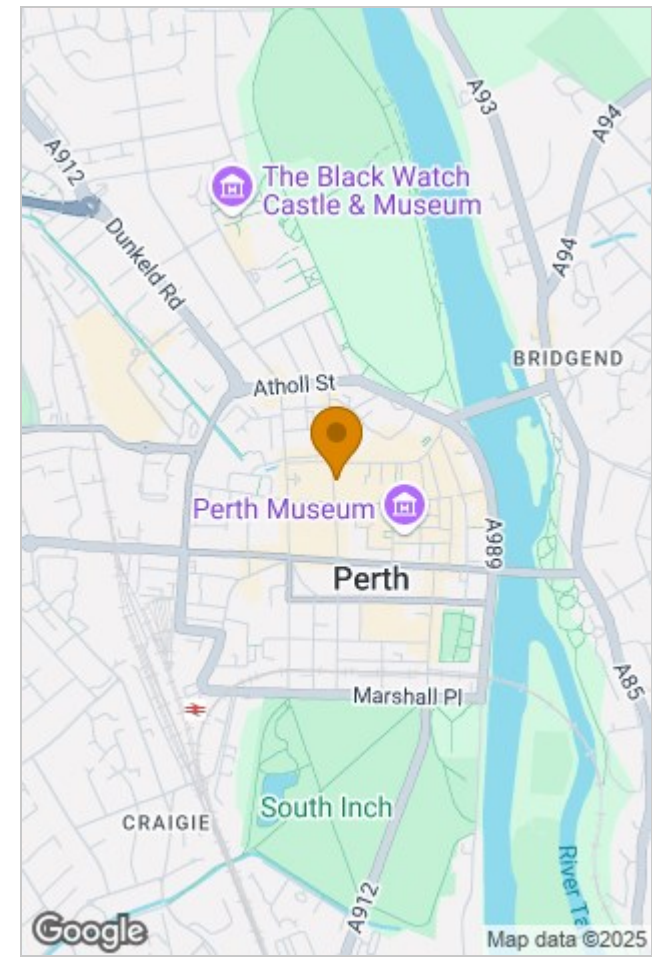 A93
A94
A912
The Black Watch
Castle & Museum
A94
Dunkeld Rd
BRIDGEND
Atholl St
Perth Museum
A989
Perth
A85
Marshall Pl
South Inch
CRAIGIE
River Ta
A912
Google
Map data ©2025